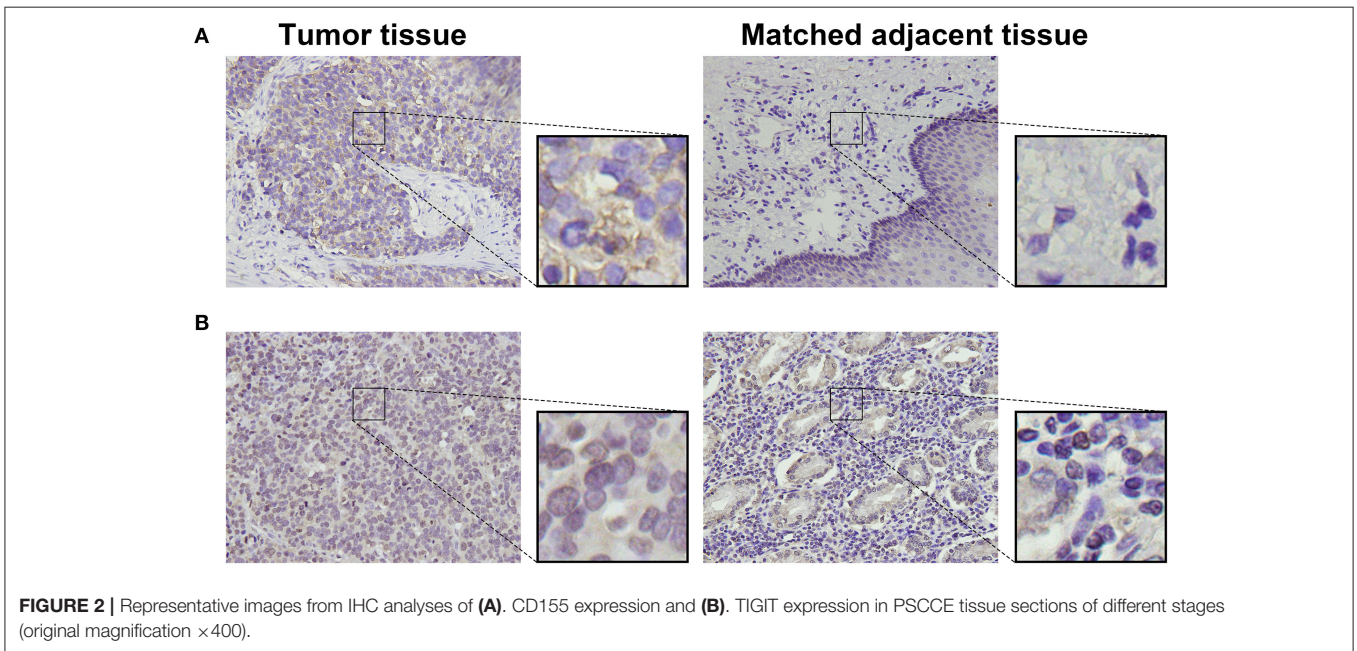 A Tumor tissue Matched adjacent tissue
B
FIGURE 2 | Representative images from IHC analyses of (A). CD155 expression and (B). TIGIT expression in PSCCE tissue sections of different stages
(original magnification ×400).